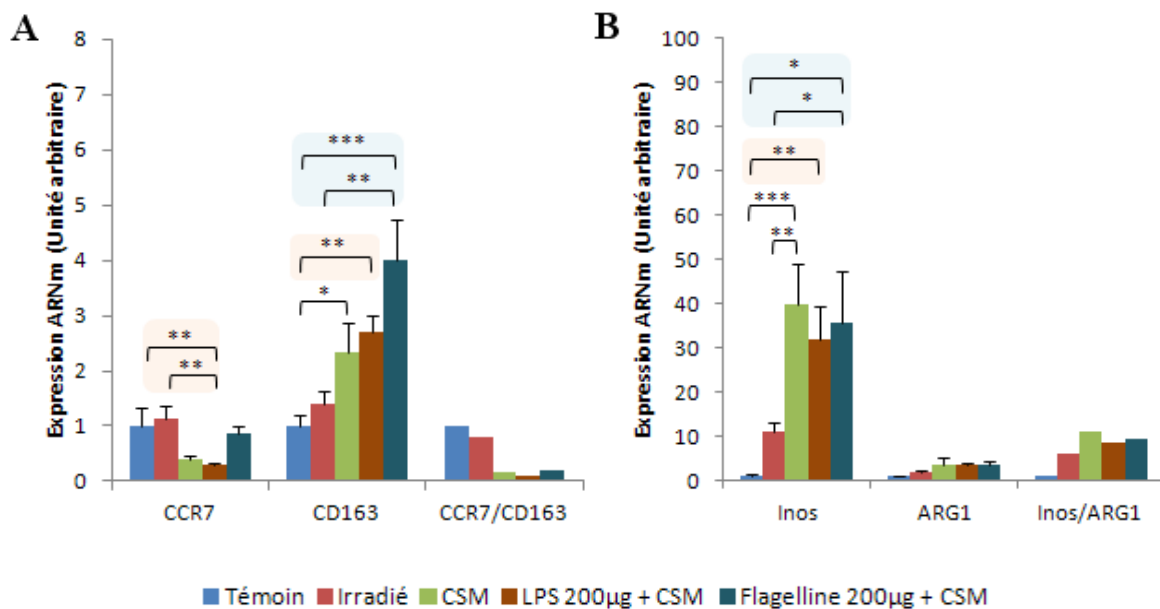 A
Expression ARNm (Unité arbitraire)
8
7
6
5
4
3
2
1
0
***
**
**
*
**
**
CCR7
CD163
CCR7/CD163
B
Expression ARNm (Unité arbitraire)
100
90
80
70
60
50
40
30
20
10
0
*
*
**
***
**
Inos
ARG1
Inos/ARG1
Témoin
Irradié
CSM
LPS 200µg + CSM
Flagelline 200µg + CSM